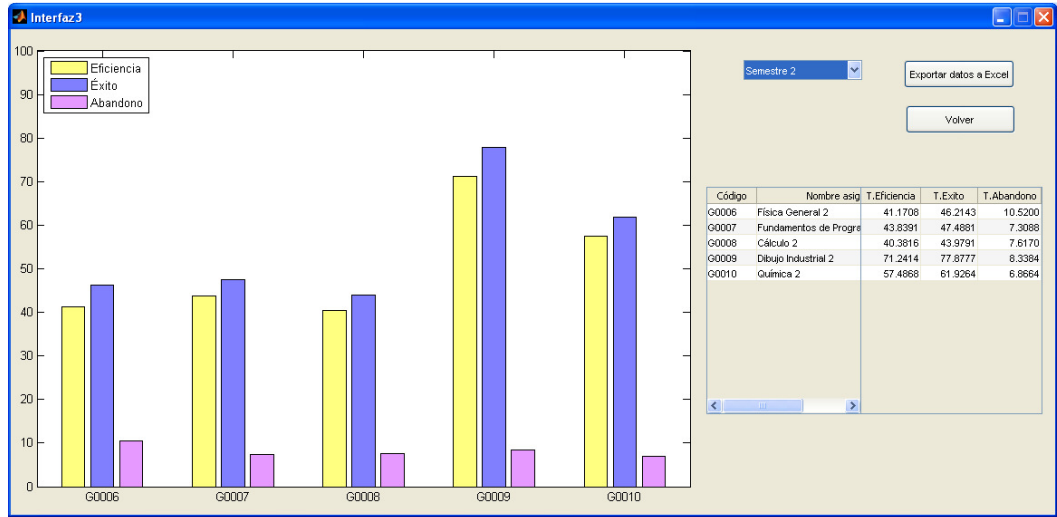 Interfaz3
100
90
80
70
60
50
40
30
20
10
0
Eficiencia
Éxito
Abandono
G0006 G0007 G0008 G0009 G0010
Semestre 2
Exportar datos a Excel
Volver
Código Nombre asig T.Eficiencia T.Exito T.Abandono
G0006 Física General 2 41.1708 46.2143 10.5200
G0007 Fundamentos de Progra 43.8391 47.4881 7.3088
G0008 Cálculo 2 40.3816 43.9791 7.6170
G0009 Dibujo Industrial 2 71.2414 77.8777 8.3384
G0010 Química 2 57.4868 61.9264 6.8664